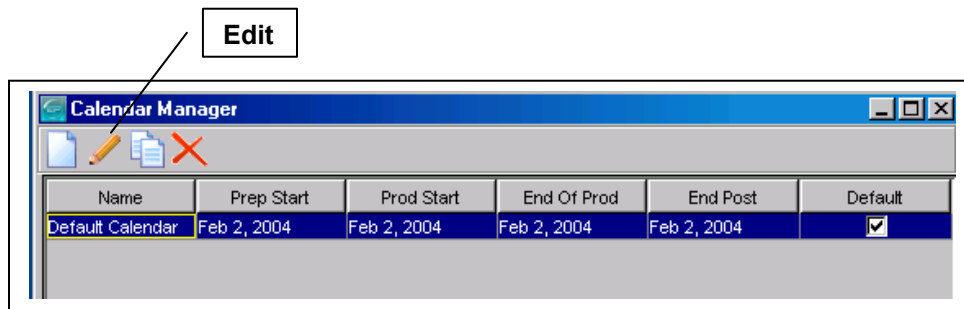 Edit
Calendar Manager
Name Prep Start Prod Start End Of Prod End Post Default
Default Calendar Feb 2, 2004 Feb 2, 2004 Feb 2, 2004 Feb 2, 2004